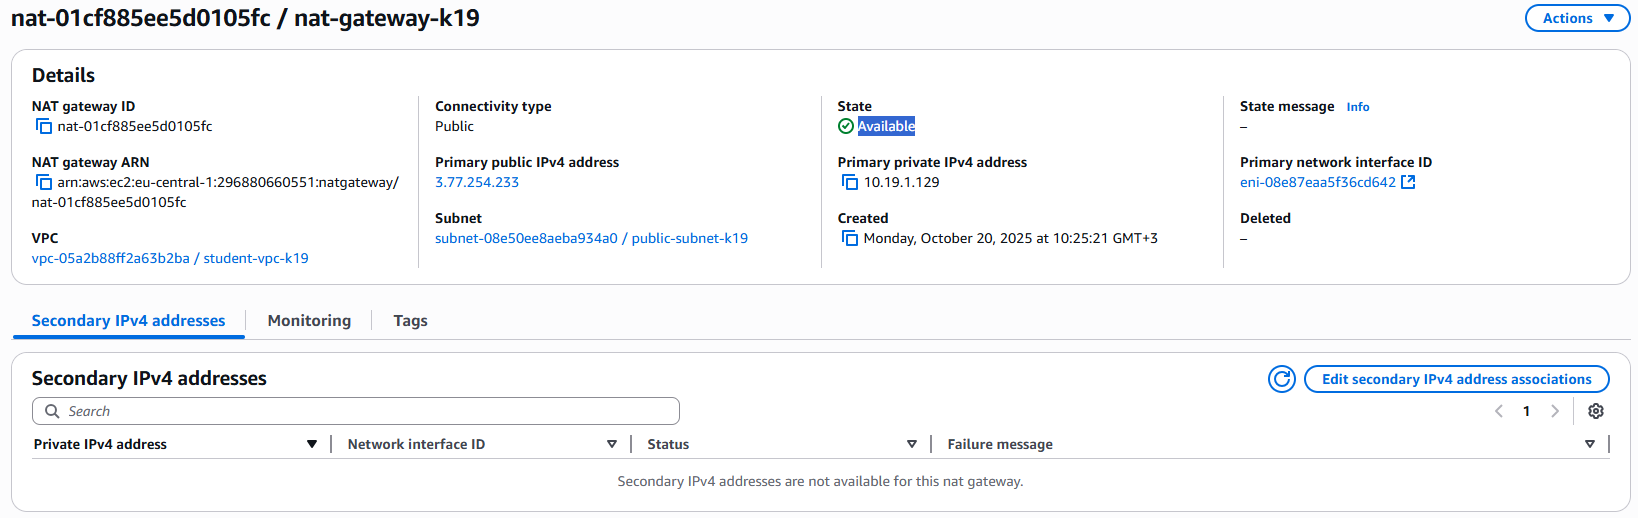 nat-01cf885ee5d0105fc / nat-gateway-k19
Actions
Details
NAT gateway ID
nat-01cf885ee5d0105fc
Connectivity type
Public
State
Available
State message Info
–
NAT gateway ARN
arn:aws:ec2:eu-central-1:296880660551:natgateway/
nat-01cf885ee5d0105fc
Primary public IPv4 address
3.77.254.233
Primary private IPv4 address
10.19.1.129
Primary network interface ID
eni-08e87eaa5f36cd642
VPC
vpc-05a2b88ff2a63b2ba / student-vpc-k19
Subnet
subnet-08e50ee8aeba934a0 / public-subnet-k19
Created
Monday, October 20, 2025 at 10:25:21 GMT+3
Deleted
–
Secondary IPv4 addresses
Monitoring
Tags
Secondary IPv4 addresses
Edit secondary IPv4 address associations
Search
1
Private IPv4 address
Network interface ID
Status
Failure message
Secondary IPv4 addresses are not available for this nat gateway.